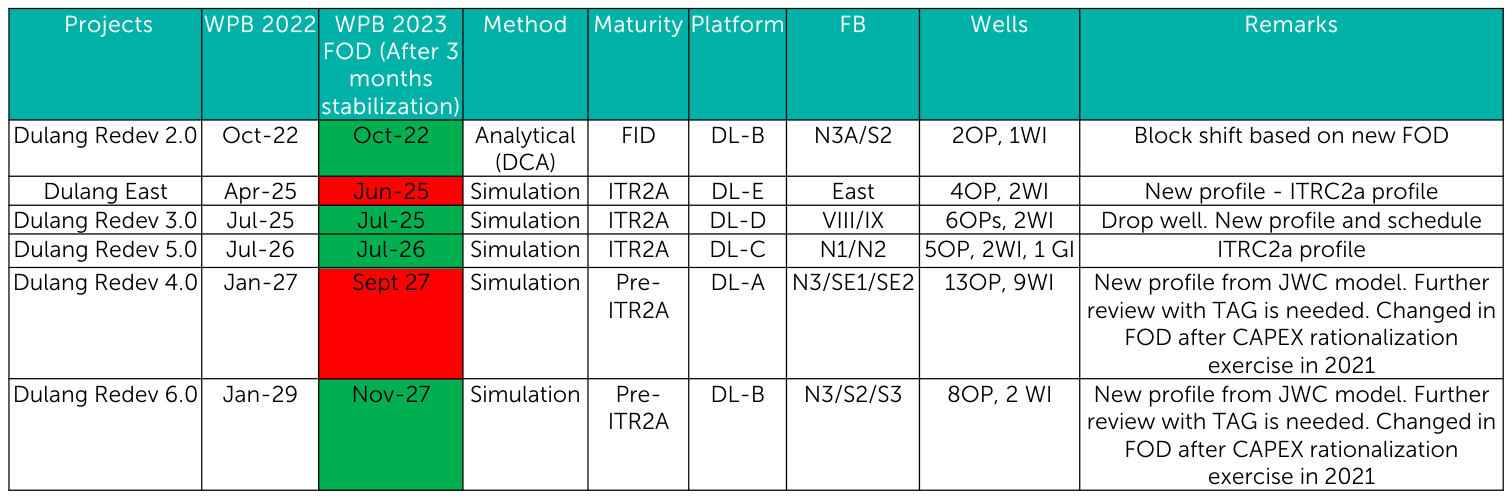 Projects WPB 2022 WPB 2023 Method Maturity Platform FB Wells Remarks
FOD (After 3
months
stabilization)
Dulang Redev 2.0 Oct-22 Oct-22 Analytical FID DL-B N3A/S2 2OP, 1WI Block shift based on new FOD
(DCA)
Dulang East Apr-25 Jun-25 Simulation ITR2A DL-E East 4OP, 2WI New profile - ITRC2a profile
Dulang Redev 3.0 Jul-25 Jul-25 Simulation ITR2A DL-D VIII/IX 6OPs, 2WI Drop well. New profile and schedule
Dulang Redev 5.0 Jul-26 Jul-26 Simulation ITR2A DL-C N1/N2 5OP, 2WI, 1 GI ITRC2a profile
Dulang Redev 4.0 Jan-27 Sept 27 Simulation Pre- DL-A N3/SE1/SE2 13OP, 9WI New profile from JWC model. Further
ITR2A review with TAG is needed. Changed in
FOD after CAPEX rationalization
exercise in 2021
Dulang Redev 6.0 Jan-29 Nov-27 Simulation Pre- DL-B N3/S2/S3 8OP, 2 WI New profile from JWC model. Further
ITR2A review with TAG is needed. Changed in
FOD after CAPEX rationalization
exercise in 2021